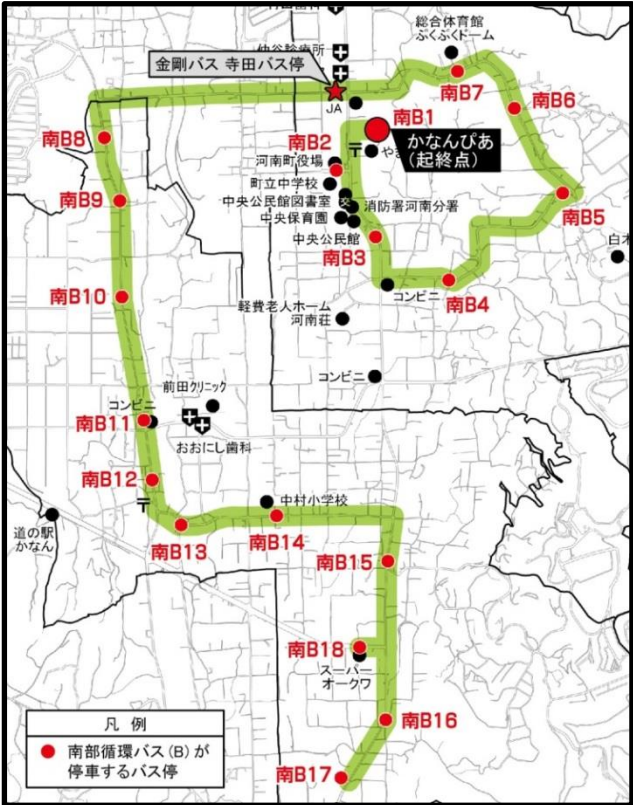 仲谷診療所
総合体育館
ぷくぷくドーム
金剛バス 寺田バス停
JA
南B7
南B6
南B1
かなんぴあ
(起終点)
南B8
南B2
河南町役場
町立中学校
南B9
中央公民館図書室
交
消防署河南分署
中央保育園
南B5
中央公民館
南B3
白木
南B10
コンビニ
南B4
軽費老人ホーム
河南荘
コンビニ
前田クリニック
コンビニ
南B11
おおにし歯科
南B12
中村小学校
道の駅
かなん
南B13
南B14
南B15
南B18
スーパー
オークワ
南B16
凡 例
南部循環バス(B)が
停車するバス停
南B17